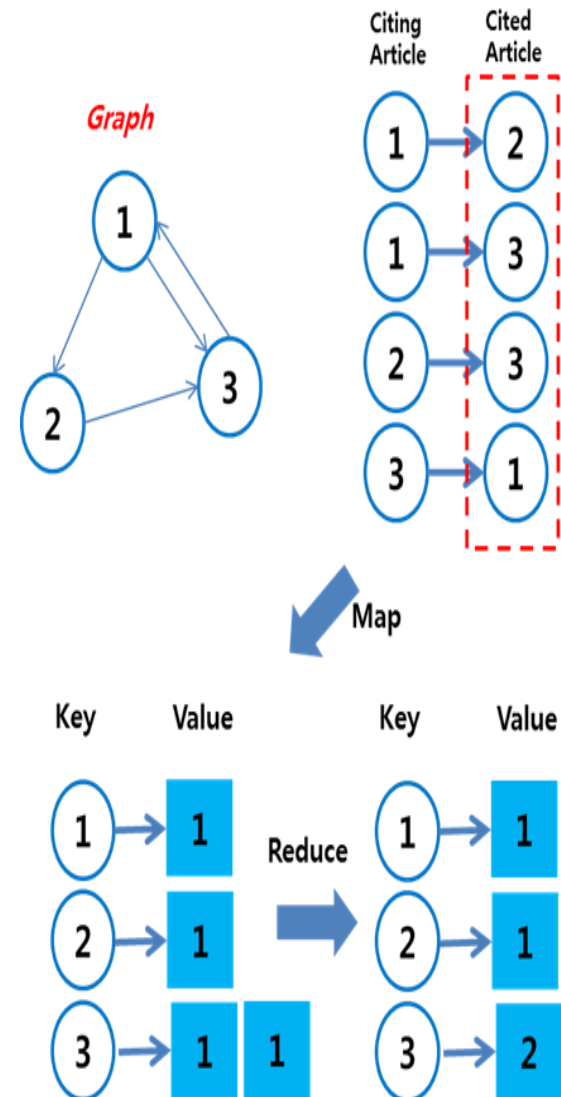 Citing
Article
Cited
Article
Graph
1
2
3
1 2
1 3
2 3
3 1
Map
Key Value
1 1
2 1
3 1 1
Reduce
Key Value
1 1
2 1
3 2